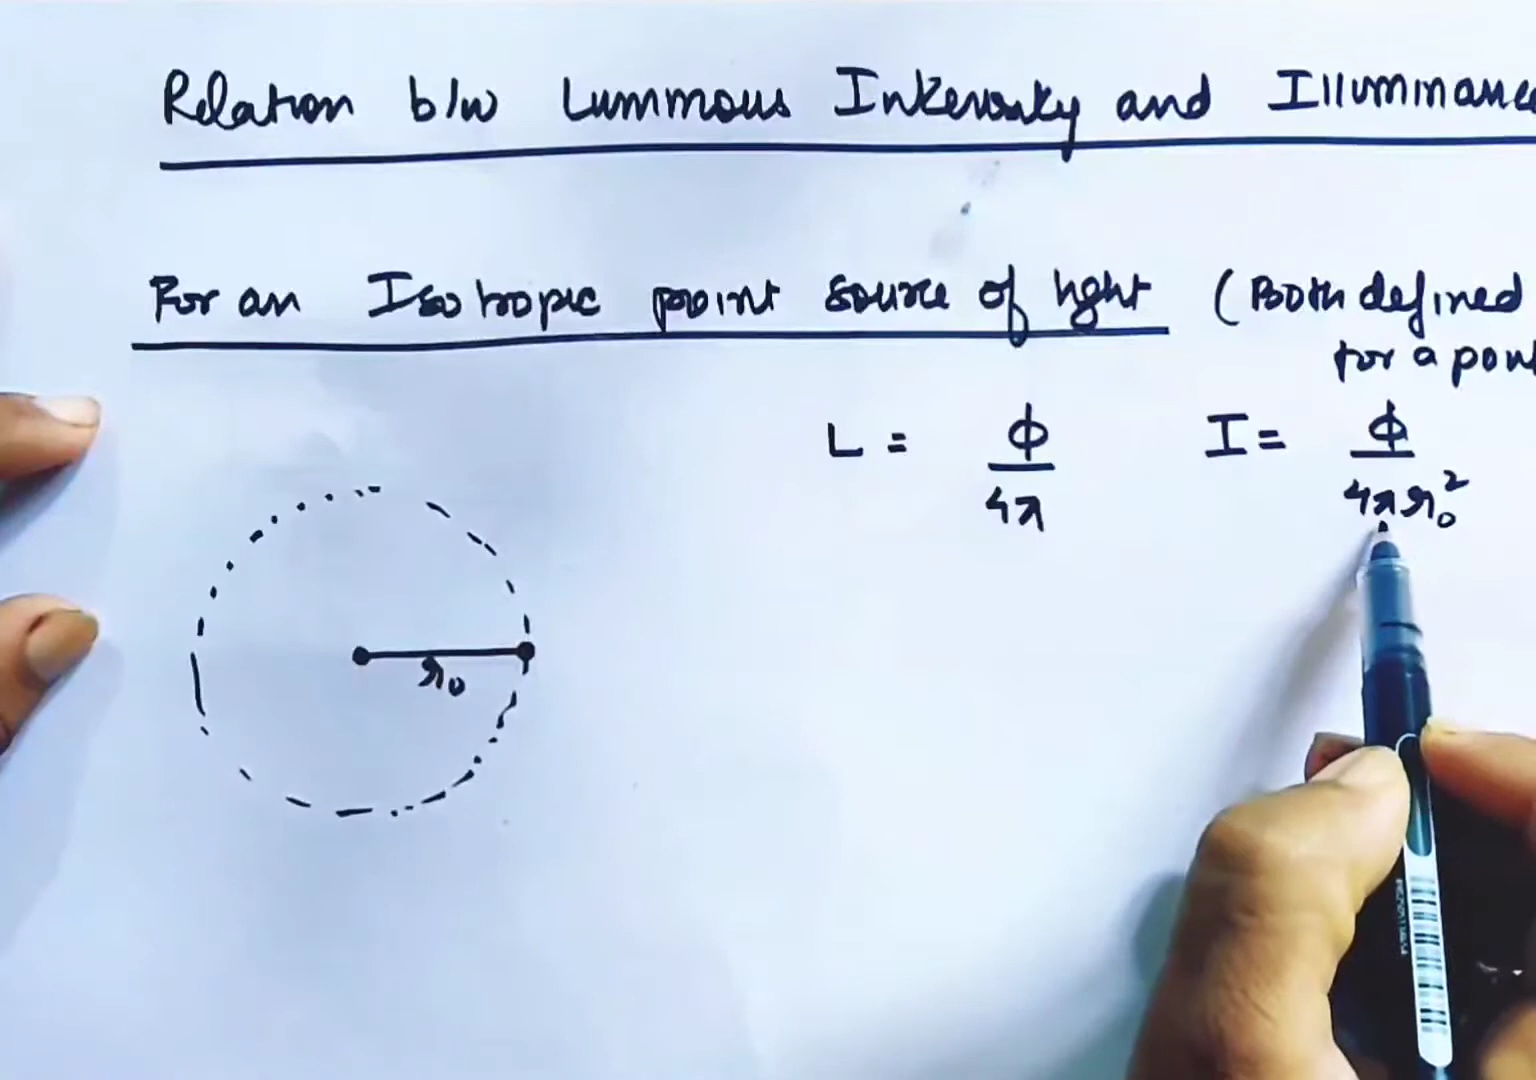 Relation b/w Luminous Intensity and Illuminance
For an Isotropic point source of light (Both defined
for a point
L = ϕ/4π I = ϕ/4πr₀²
r₀